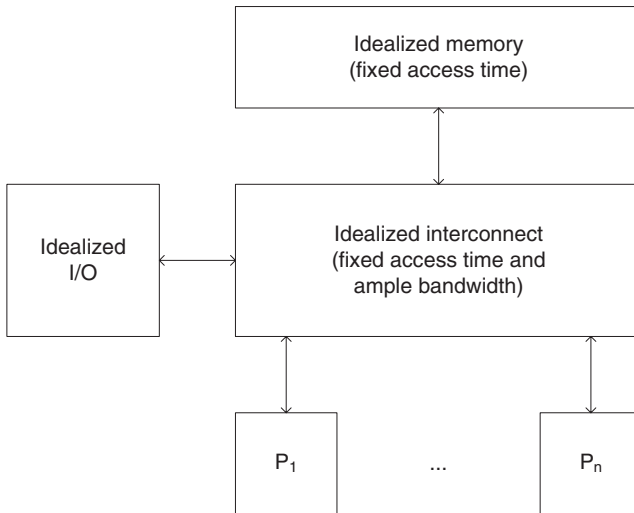 Idealized memory
(fixed access time)
Idealized
I/O
Idealized interconnect
(fixed access time and
ample bandwidth)
P₁
...
Pₙ